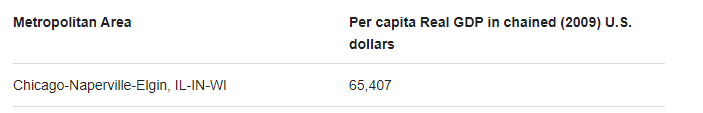 Metropolitan Area
Per capita Real GDP in chained (2009) U.S.
dollars
Chicago-Naperville-Elgin, IL-IN-WI
65,407